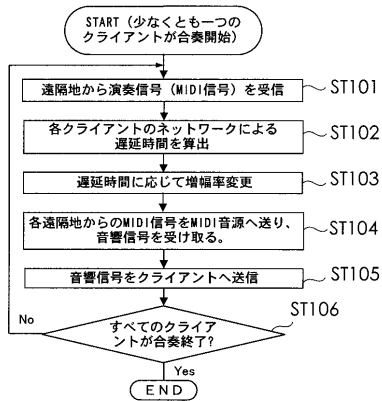 START (少なくとも一つの
クライアントが合奏開始)
遠隔地から演奏信号 (MIDI信号) を受信
ST101
各クライアントのネットワークによる
遅延時間を算出
ST102
遅延時間に応じて増幅率変更
ST103
各遠隔地からのMIDI信号をMIDI音源へ送り、
音響信号を受け取る。
ST104
音響信号をクライアントへ送信
ST105
すべてのクライア
ントが合奏終了?
ST106
No
Yes
END